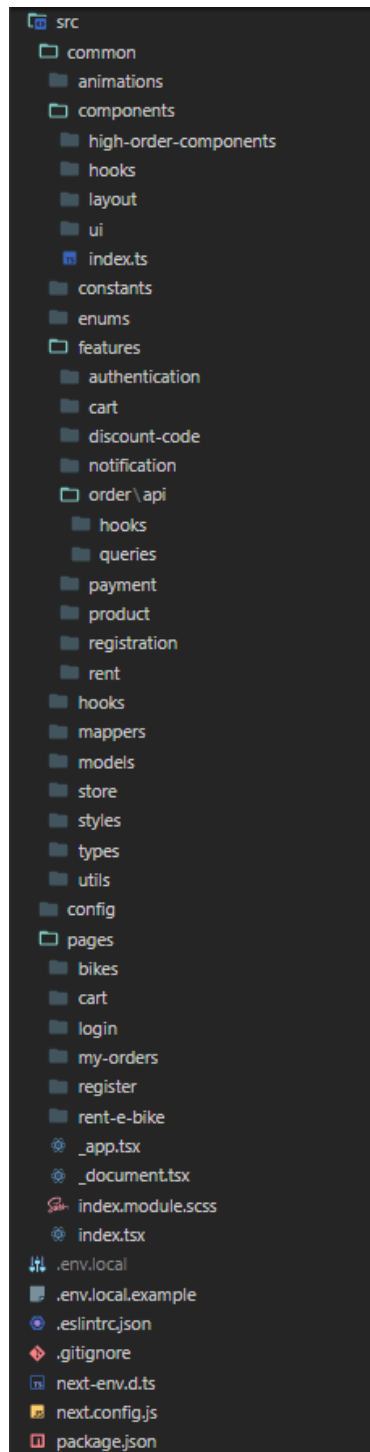 src
common
animations
components
high-order-components
hooks
layout
ui
index.ts
constants
enums
features
authentication
cart
discount-code
notification
order\api
hooks
queries
payment
product
registration
rent
hooks
mappers
models
store
styles
types
utils
config
pages
bikes
cart
login
my-orders
register
rent-e-bike
_app.tsx
_document.tsx
index.module.scss
index.tsx
.env.local
.env.local.example
.eslintrc.json
.gitignore
next-env.d.ts
next.config.js
package.json